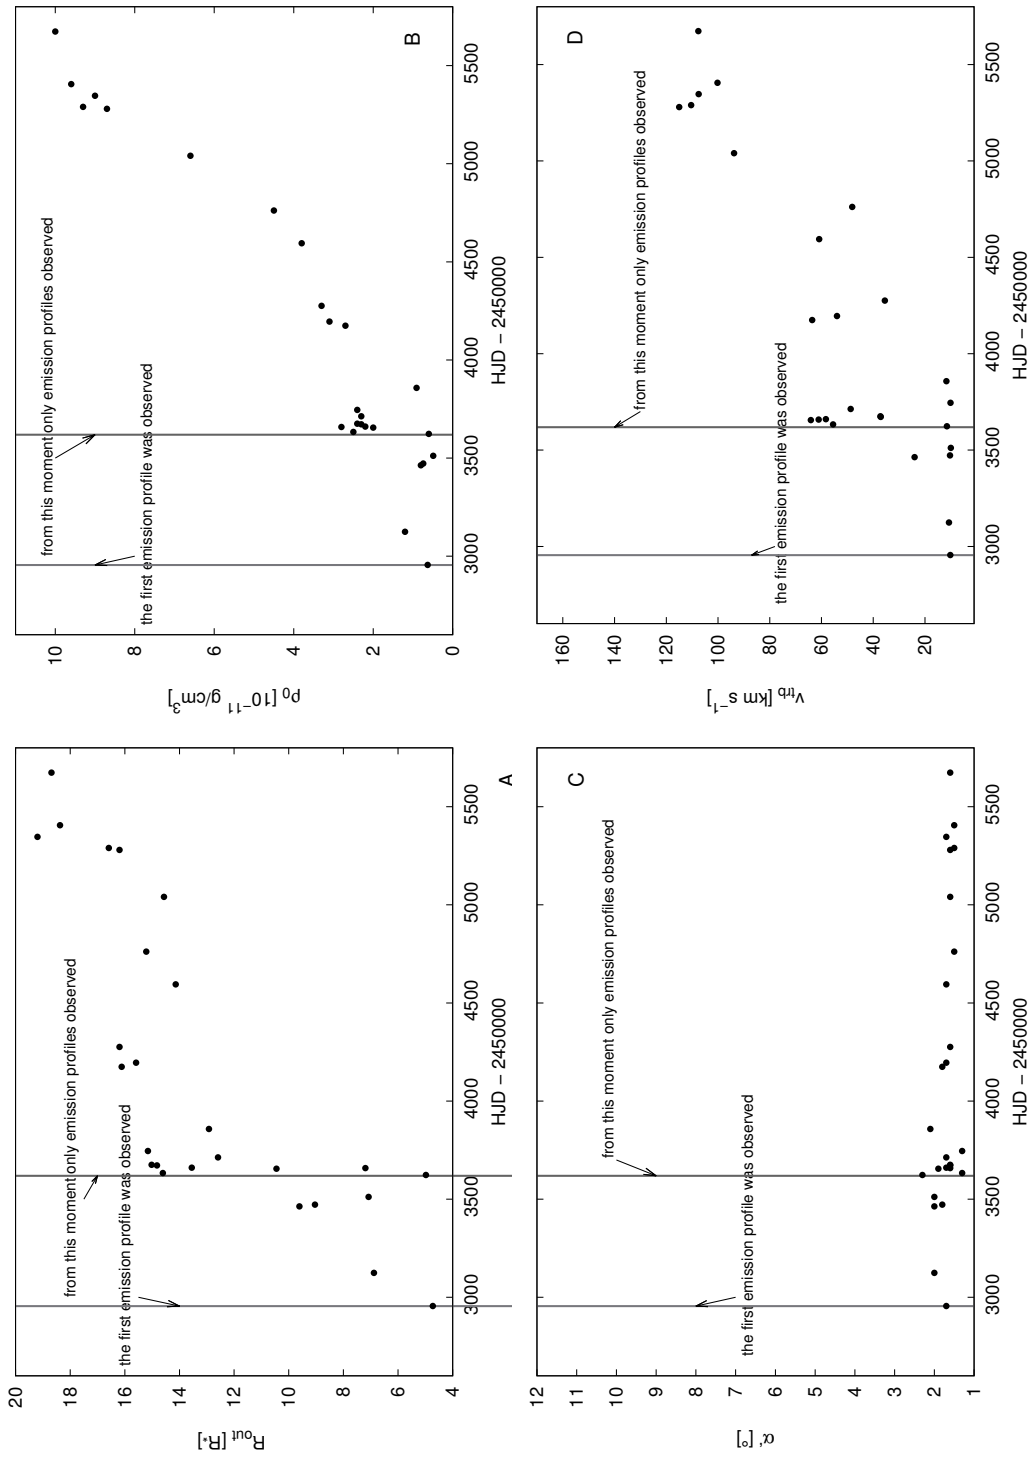 20
18
16
14
12
10
8
6
4
3000
3500
4000
4500
5000
5500
R_out [R*]
HJD – 2450000
from this moment only emission profiles observed
the first emission profile was observed
A
10
8
6
4
2
0
3000
3500
4000
4500
5000
5500
ρ₀ [10⁻¹¹ g/cm³]
HJD – 2450000
from this moment only emission profiles observed
the first emission profile was observed
B
12
11
10
9
8
7
6
5
4
3
2
1
3000
3500
4000
4500
5000
5500
α' [°]
HJD – 2450000
from this moment only emission profiles observed
the first emission profile was observed
C
160
140
120
100
80
60
40
20
3000
3500
4000
4500
5000
5500
v_trb [km s⁻¹]
HJD – 2450000
from this moment only emission profiles observed
the first emission profile was observed
D